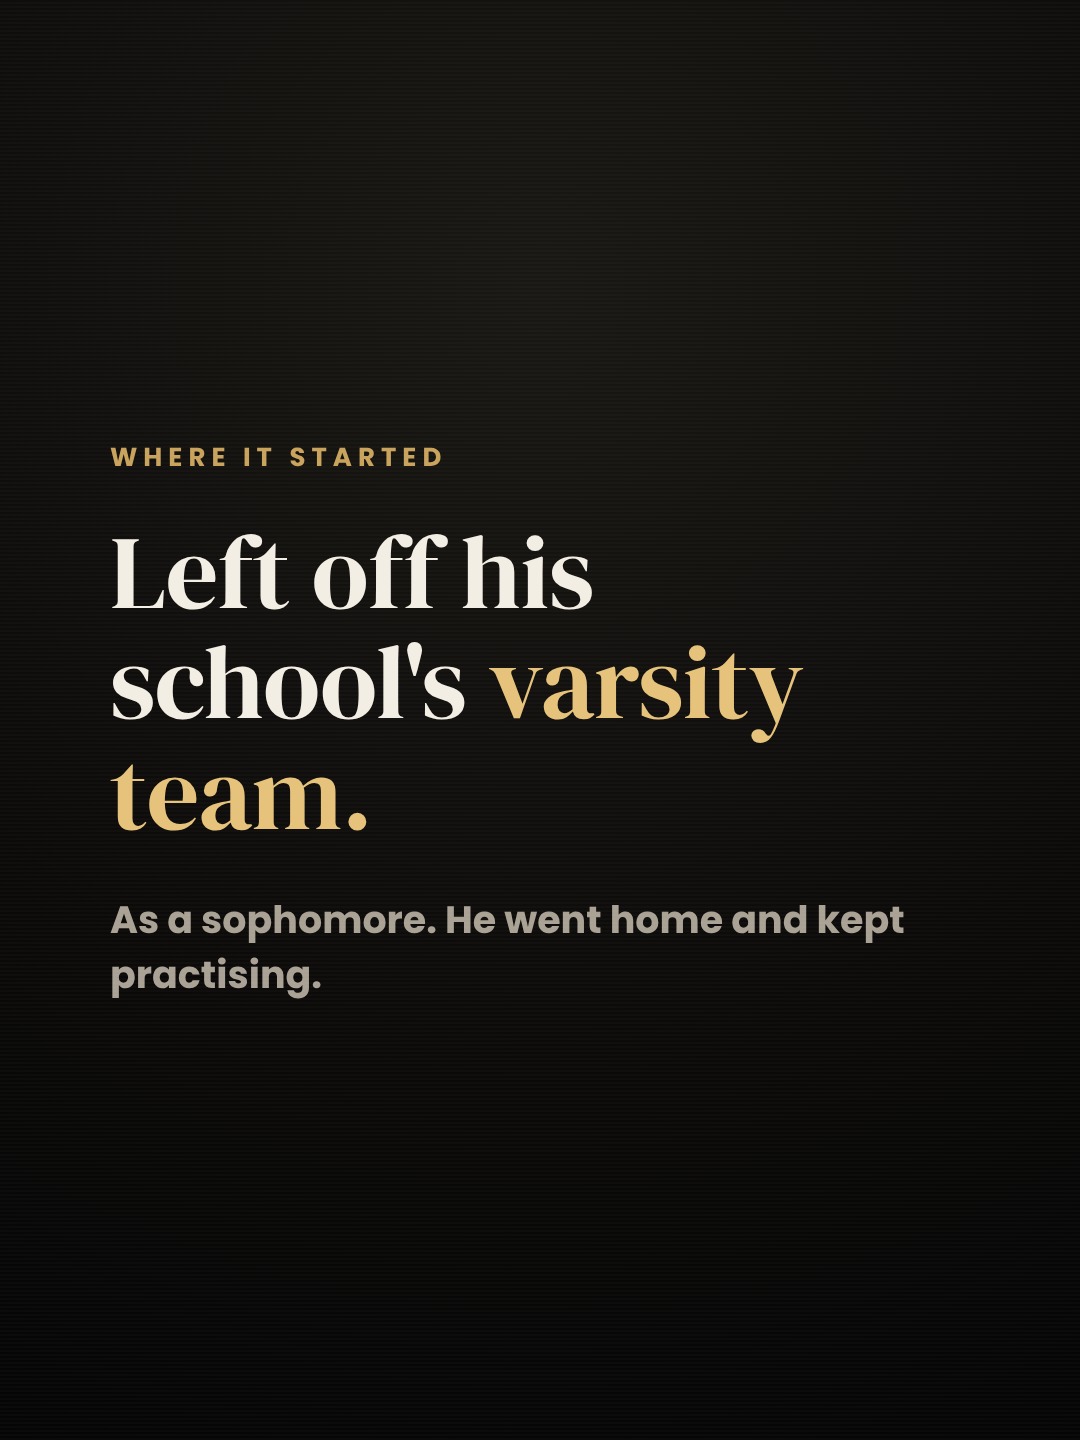 WHERE IT STARTED
Left off his
school's varsity
team.
As a sophomore. He went home and kept
practising.